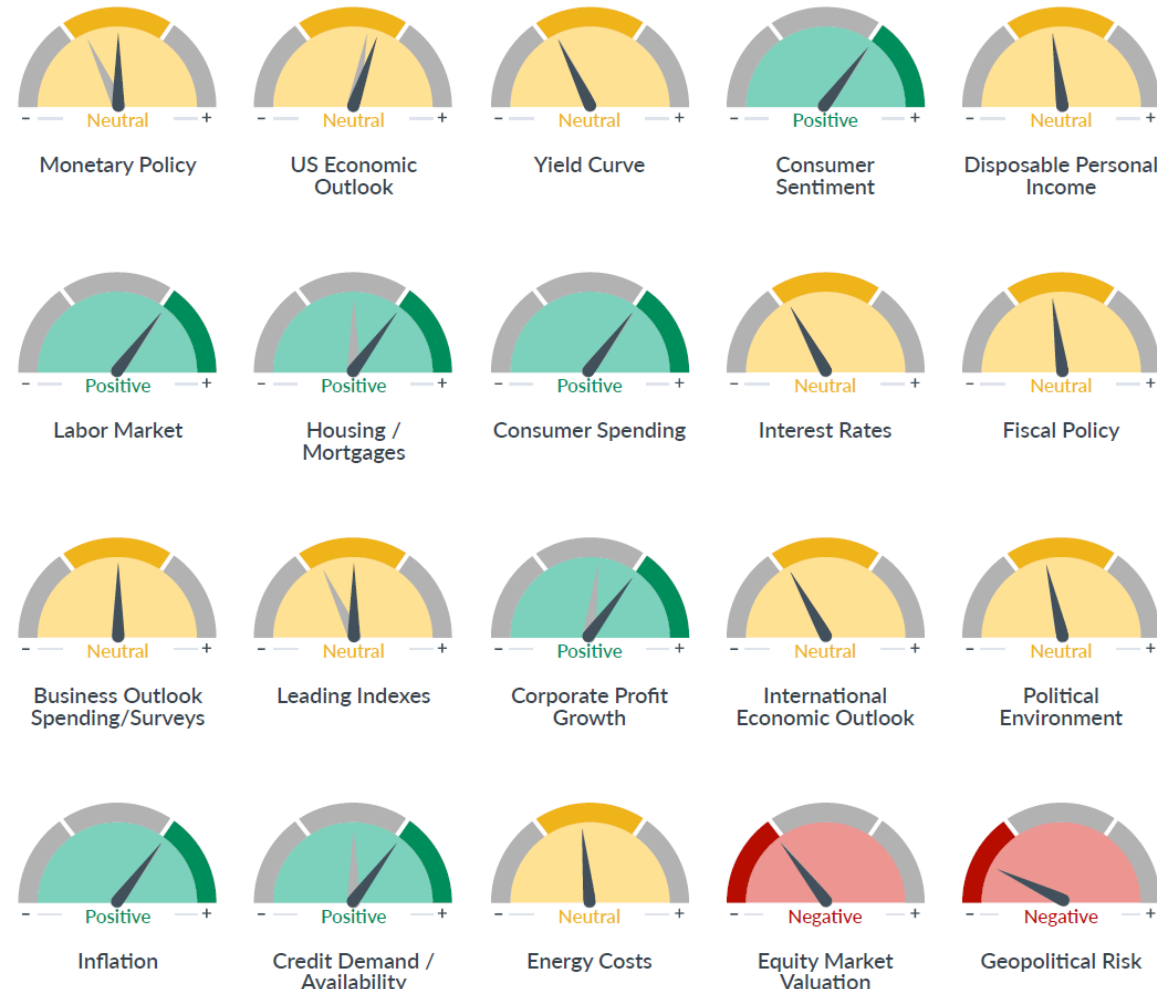 - Neutral +
Monetary Policy
- Neutral +
US Economic
Outlook
- Neutral +
Yield Curve
- Positive +
Consumer
Sentiment
- Neutral +
Disposable Personal
Income
- Positive +
Labor Market
- Positive +
Housing /
Mortgages
- Positive +
Consumer Spending
- Neutral +
Interest Rates
- Neutral +
Fiscal Policy
- Neutral +
Business Outlook
Spending/Surveys
- Neutral +
Leading Indexes
- Positive +
Corporate Profit
Growth
- Neutral +
International
Economic Outlook
- Neutral +
Political
Environment
- Positive +
Inflation
- Positive +
Credit Demand /
Availability
- Neutral +
Energy Costs
- Negative +
Equity Market
Valuation
- Negative +
Geopolitical Risk